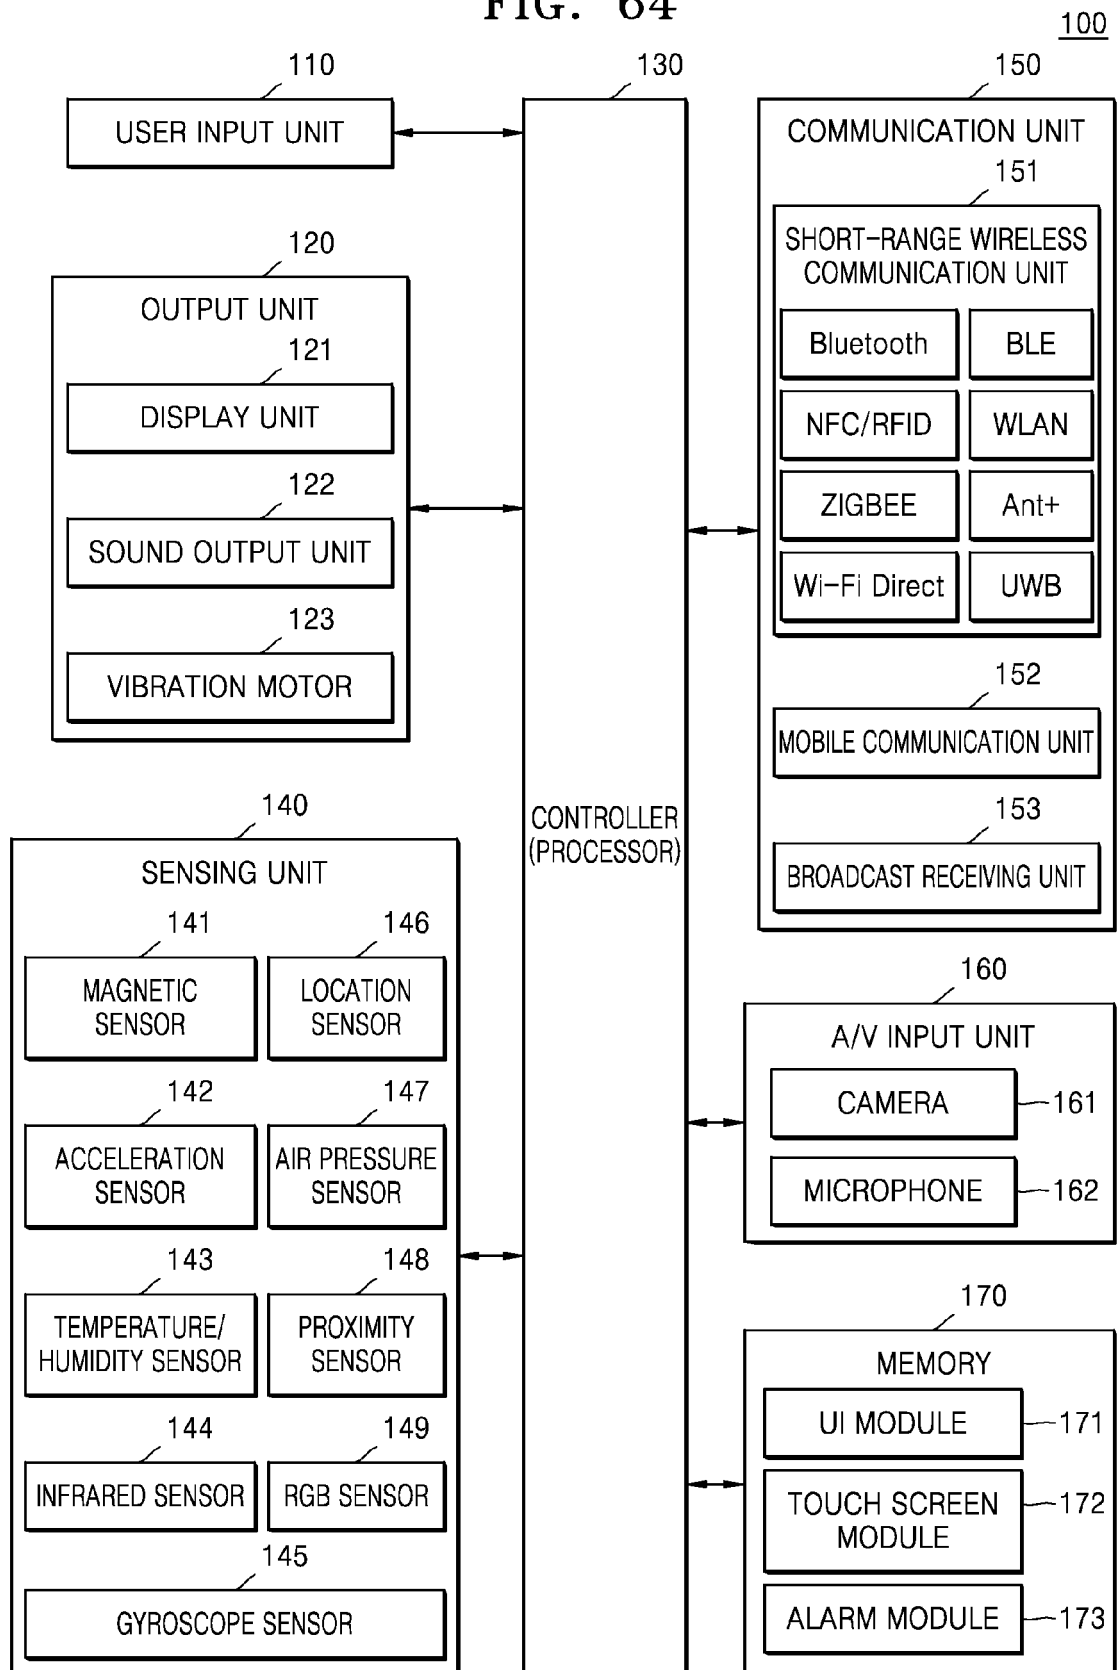 FIG. 64
100
110
USER INPUT UNIT
120
OUTPUT UNIT
121
DISPLAY UNIT
122
SOUND OUTPUT UNIT
123
VIBRATION MOTOR
140
SENSING UNIT
141
MAGNETIC
SENSOR
146
LOCATION
SENSOR
142
ACCELERATION
SENSOR
147
AIR PRESSURE
SENSOR
143
TEMPERATURE/
HUMIDITY SENSOR
148
PROXIMITY
SENSOR
144
INFRARED SENSOR
149
RGB SENSOR
145
GYROSCOPE SENSOR
130
CONTROLLER
(PROCESSOR)
150
COMMUNICATION UNIT
151
SHORT-RANGE WIRELESS
COMMUNICATION UNIT
Bluetooth
BLE
NFC/RFID
WLAN
ZIGBEE
Ant+
Wi-Fi Direct
UWB
152
MOBILE COMMUNICATION UNIT
153
BROADCAST RECEIVING UNIT
160
A/V INPUT UNIT
CAMERA
161
MICROPHONE
162
170
MEMORY
UI MODULE
171
TOUCH SCREEN
MODULE
172
ALARM MODULE
173